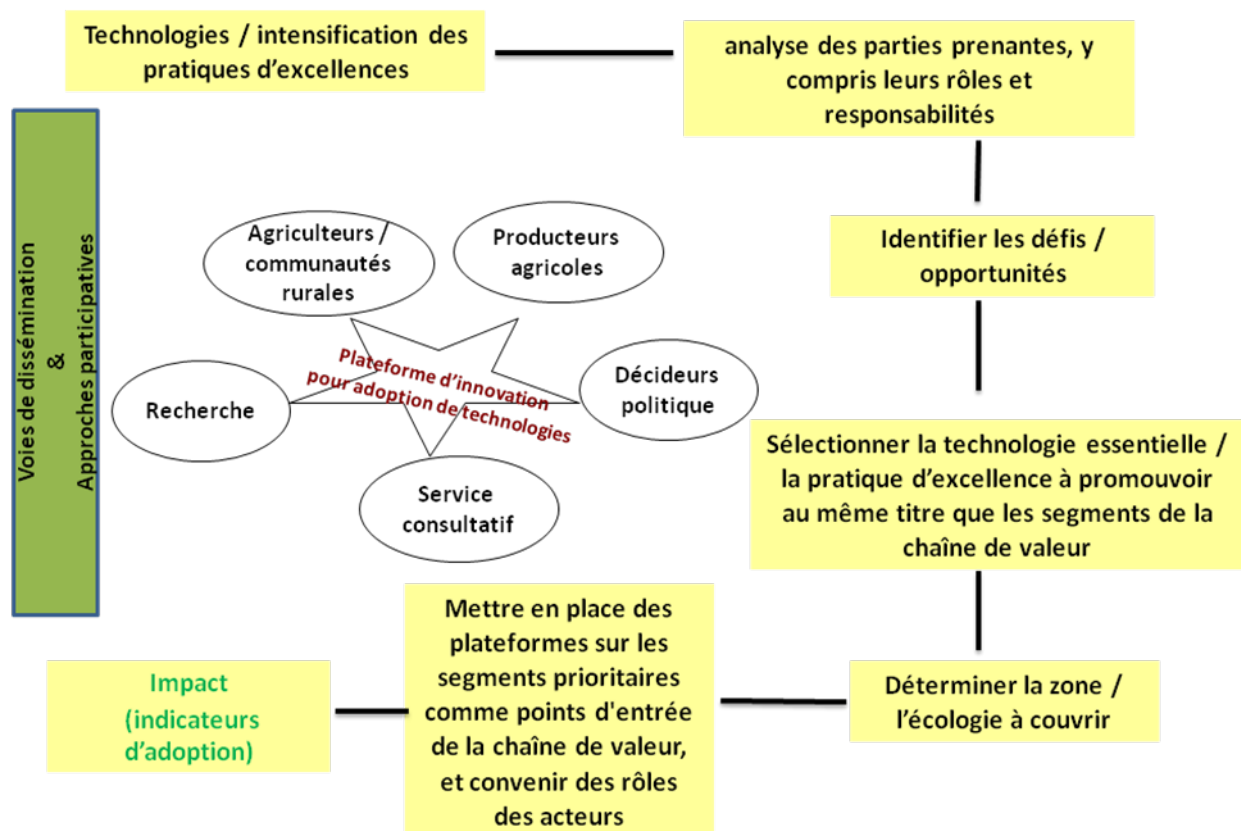 Technologies / intensification des
pratiques d’excellences
analyse des parties prenantes, y
compris leurs rôles et
responsabilités
Identifier les défis /
opportunités
Sélectionner la technologie essentielle /
la pratique d’excellence à promouvoir
au même titre que les segments de la
chaîne de valeur
Déterminer la zone /
l’écologie à couvrir
Mettre en place des
plateformes sur les
segments prioritaires
comme points d'entrée
de la chaîne de valeur,
et convenir des rôles
des acteurs
Impact
(indicateurs
d’adoption)
Voies de dissémination
&
Approches participatives
Agriculteurs /
communautés
rurales
Producteurs
agricoles
Recherche
Plateforme d’innovation
pour adoption de technologies
Décideurs
politique
Service
consultatif